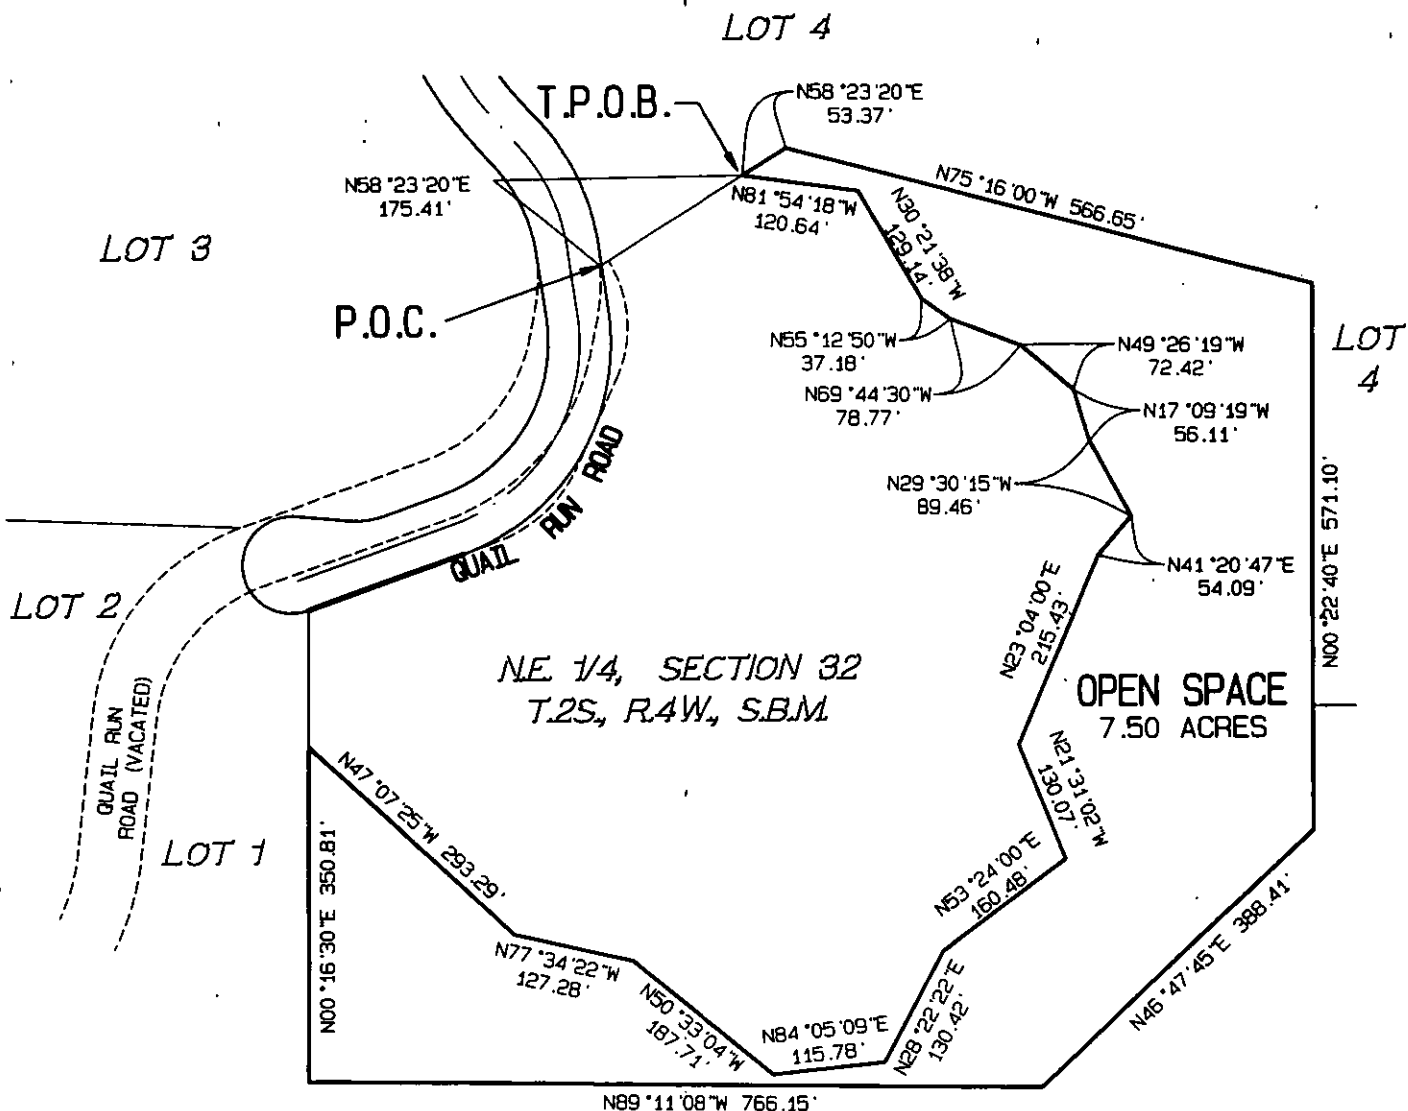 LOT 4
T.P.O.B.
N58°23'20"E
53.37'
N58°23'20"E
175.41'
N81°54'18"W
120.64'
N75°16'00"W 566.65'
N30°21'38"W
129.14'
LOT 3
P.O.C.
N55°12'50"W
37.18'
N49°26'19"W
72.42'
LOT
4
N69°44'30"W
78.77'
N17°09'19"W
56.11'
N29°30'15"W
89.46'
QUAIL RUN ROAD
N41°20'47"E
54.09'
N00°22'40"E 571.10'
LOT 2
N23°04'00"E
215.43'
N.E. 1/4, SECTION 32
T.2S., R.4W., S.B.M.
OPEN SPACE
7.50 ACRES
QUAIL RUN
ROAD (VACATED)
N21°31'02"W
130.07'
N47°07'25"W 293.29'
LOT 1
N00°16'30"E 350.81'
N53°24'00"E
160.48'
N77°34'22"W
127.28'
N46°47'45"E 388.41'
N50°33'04"W
187.71'
N84°05'09"E
115.78'
N28°22'22"E
130.42'
N89°11'08"W 766.15'